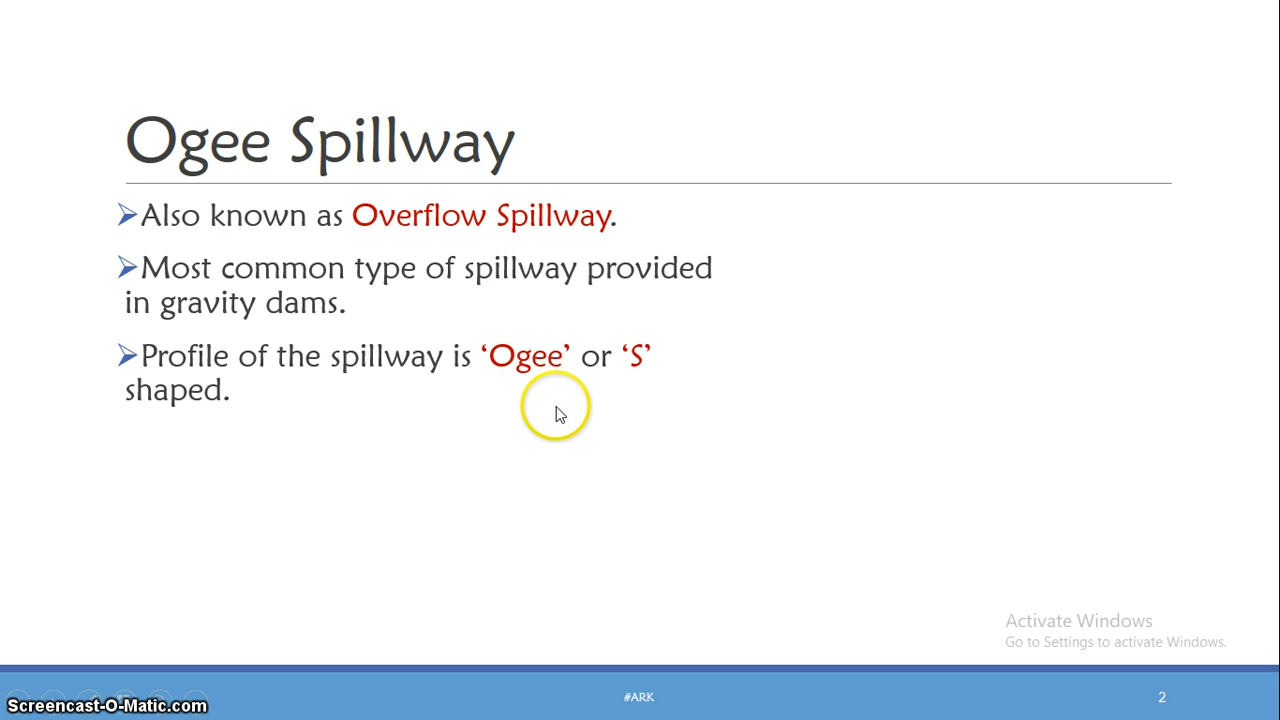 Ogee Spillway
➢Also known as Overflow Spillway.
➢Most common type of spillway provided
in gravity dams.
➢Profile of the spillway is ‘Ogee’ or ‘S’
shaped.
Activate Windows
Go to Settings to activate Windows.
#ARK
2
Screencast-O-Matic.com